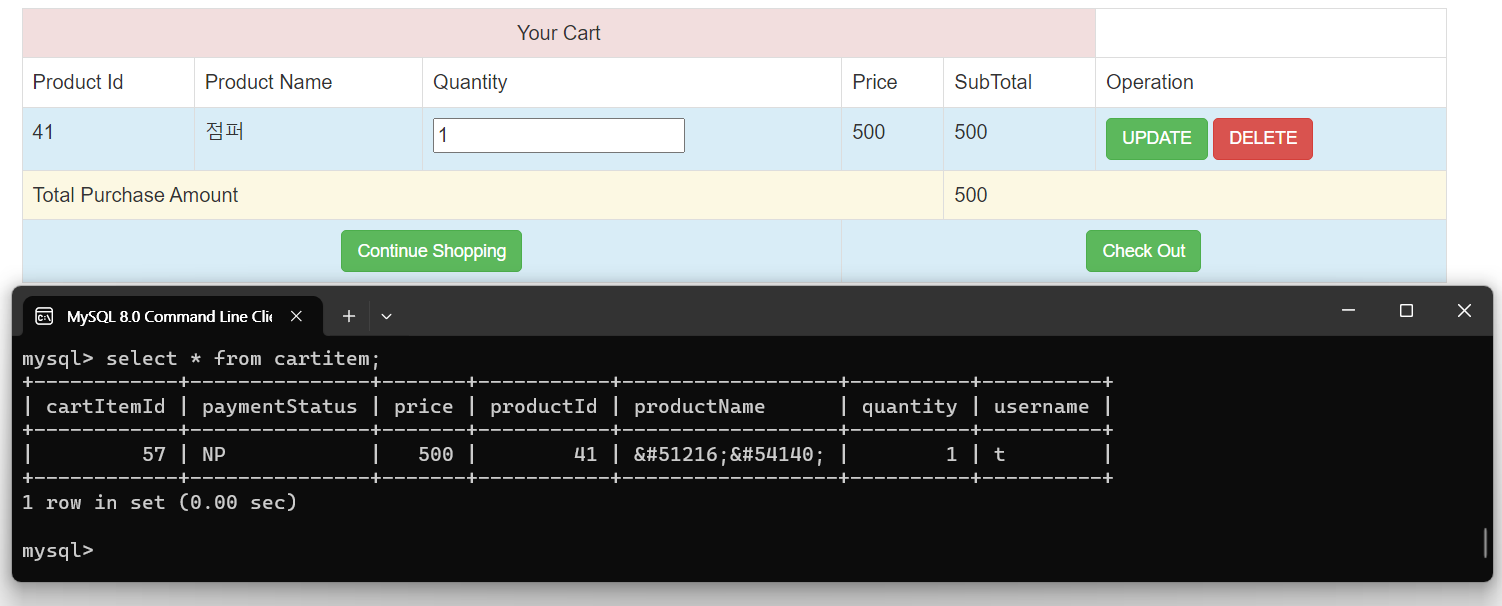 Your Cart
Product Id Product Name Quantity Price SubTotal Operation
41 점퍼 1 500 500 UPDATE DELETE
Total Purchase Amount 500
Continue Shopping Check Out
MySQL 8.0 Command Line Clie
mysql> select * from cartitem;
+------------+---------------+-------+-----------+------------------+----------+----------+
| cartItemId | paymentStatus | price | productId | productName      | quantity | username |
+------------+---------------+-------+-----------+------------------+----------+----------+
|         57 | NP            |   500 |        41 | &#51216;&#54140; |        1 | t        |
+------------+---------------+-------+-----------+------------------+----------+----------+
1 row in set (0.00 sec)
mysql>